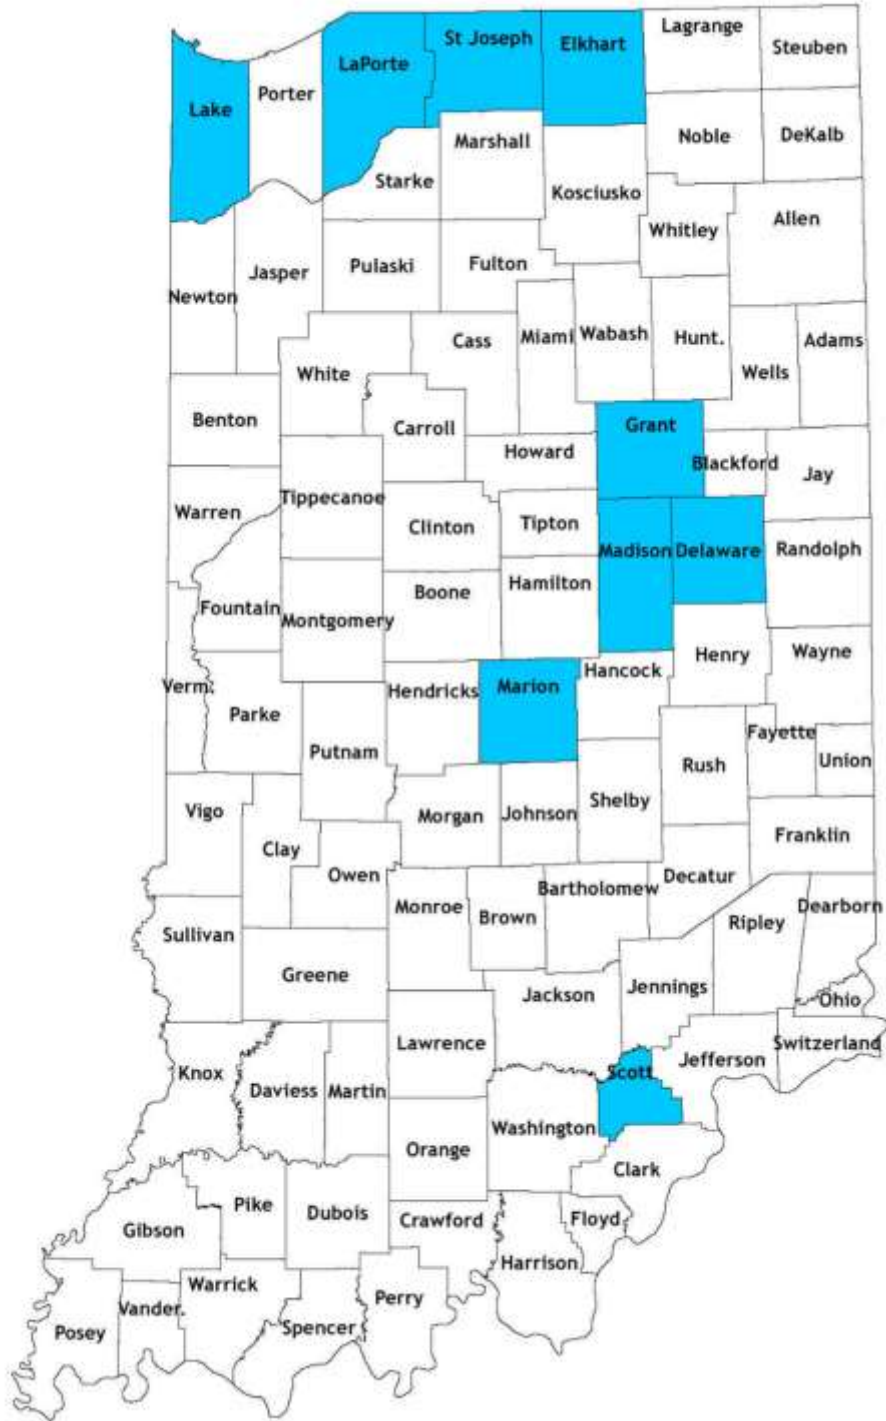 Lagrange
Steuben
St Joseph
Elkhart
LaPorte
Porter
Lake
Noble
DeKalb
Marshall
Starke
Kosciusko
Allen
Whitley
Jasper
Pulaski
Fulton
Newton
Cass
Miami
Wabash
Hunt.
Adams
Wells
White
Benton
Carroll
Grant
Howard
Blackford
Jay
Tippecanoe
Warren
Clinton
Tipton
Madison
Delaware
Randolph
Boone
Hamilton
Fountain
Montgomery
Henry
Wayne
Verm.
Hendricks
Marion
Hancock
Parke
Putnam
Fayette
Union
Rush
Vigo
Morgan
Johnson
Shelby
Franklin
Clay
Owen
Decatur
Bartholomew
Monroe
Brown
Dearborn
Ripley
Sullivan
Greene
Jackson
Jennings
Ohio
Lawrence
Switzerland
Jefferson
Knox
Daviess
Martin
Scott
Washington
Orange
Clark
Pike
Dubois
Crawford
Floyd
Gibson
Harrison
Warrick
Perry
Vander.
Spencer
Posey